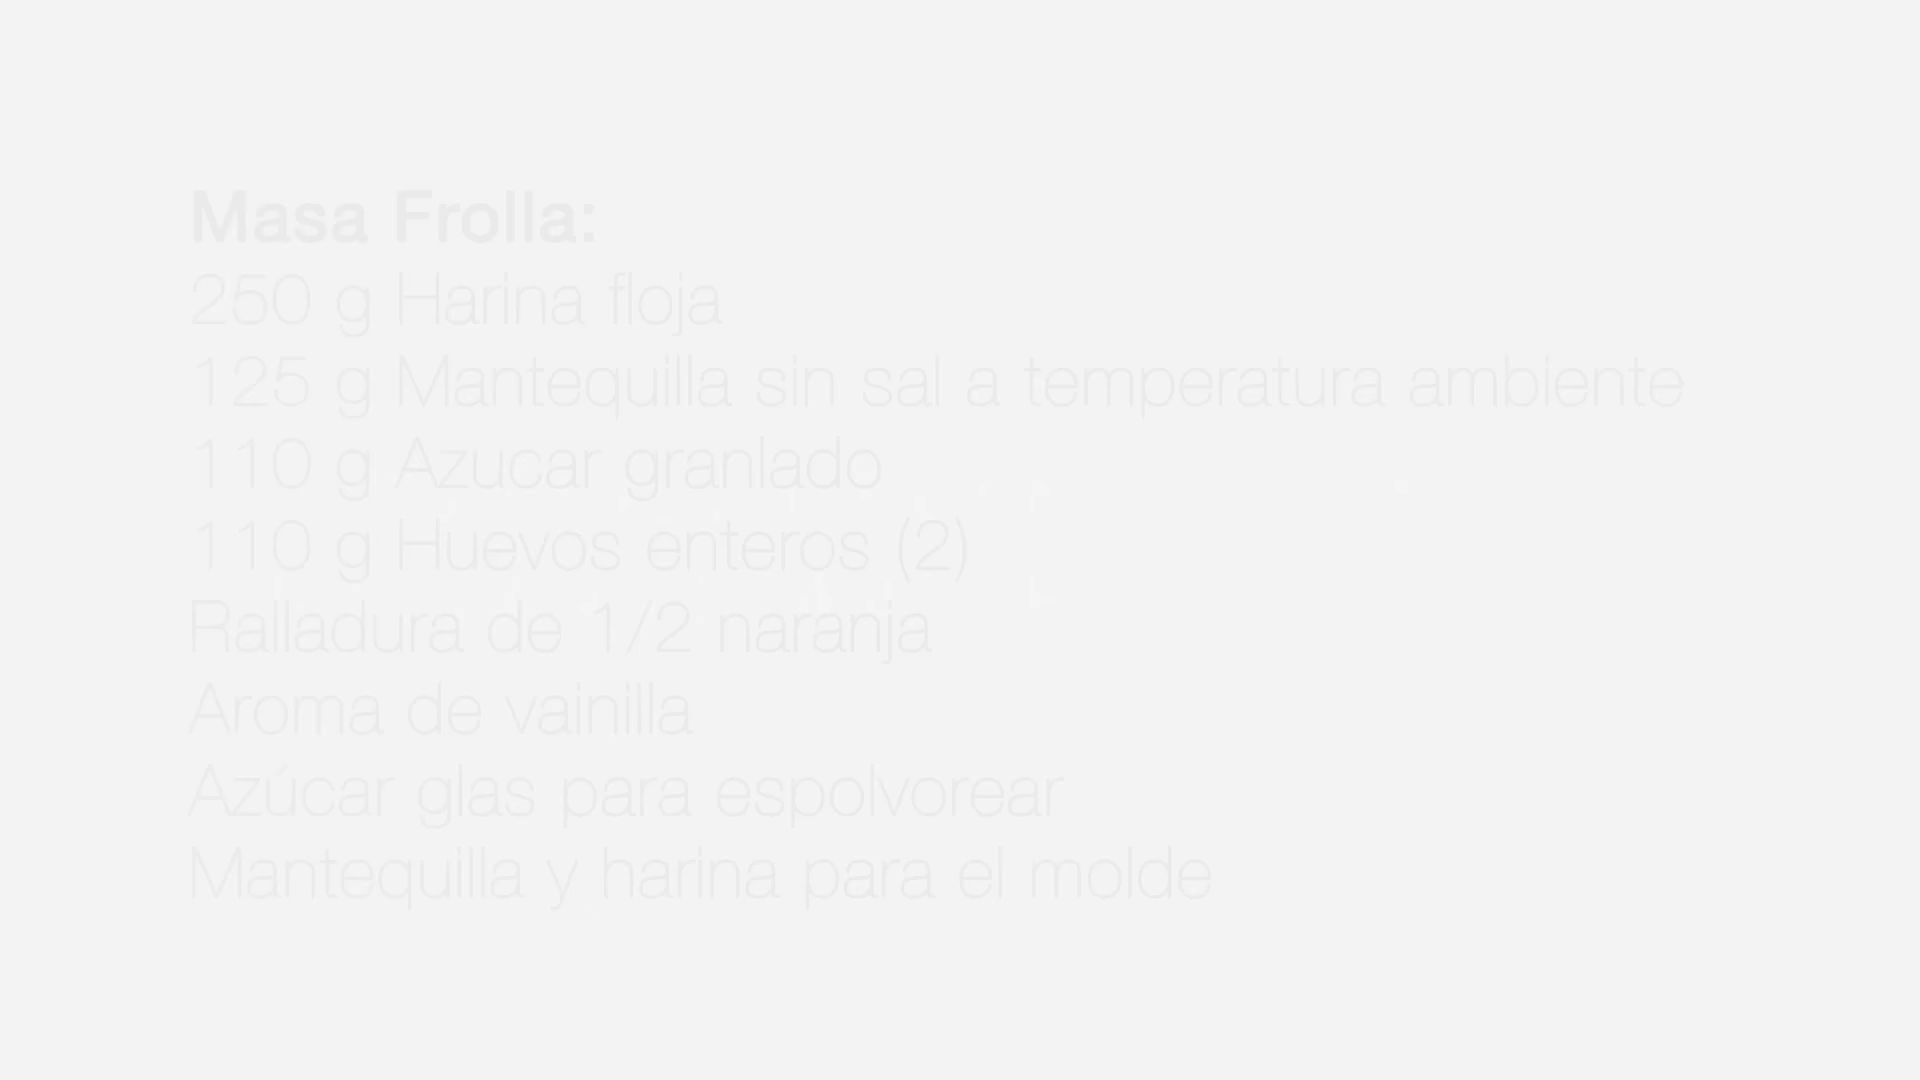 Masa Frolla:
250 g Harina floja
125 g Mantequilla sin sal a temperatura ambiente
110 g Azucar granlado
110 g Huevos enteros (2)
Ralladura de 1/2 naranja
Aroma de vainilla
Azúcar glas para espolvorear
Mantequilla y harina para el molde